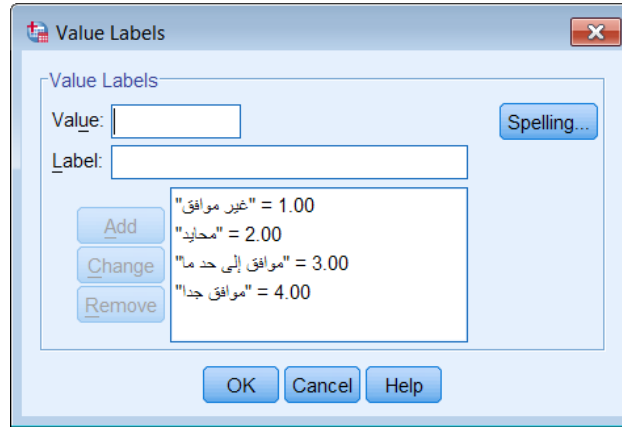 Value Labels
Value Labels
Value:
Spelling...
Label:
1.00 = "غير موافق"
2.00 = "محايد"
3.00 = "موافق إلى حد ما"
4.00 = "موافق جدا"
Add
Change
Remove
OK Cancel Help